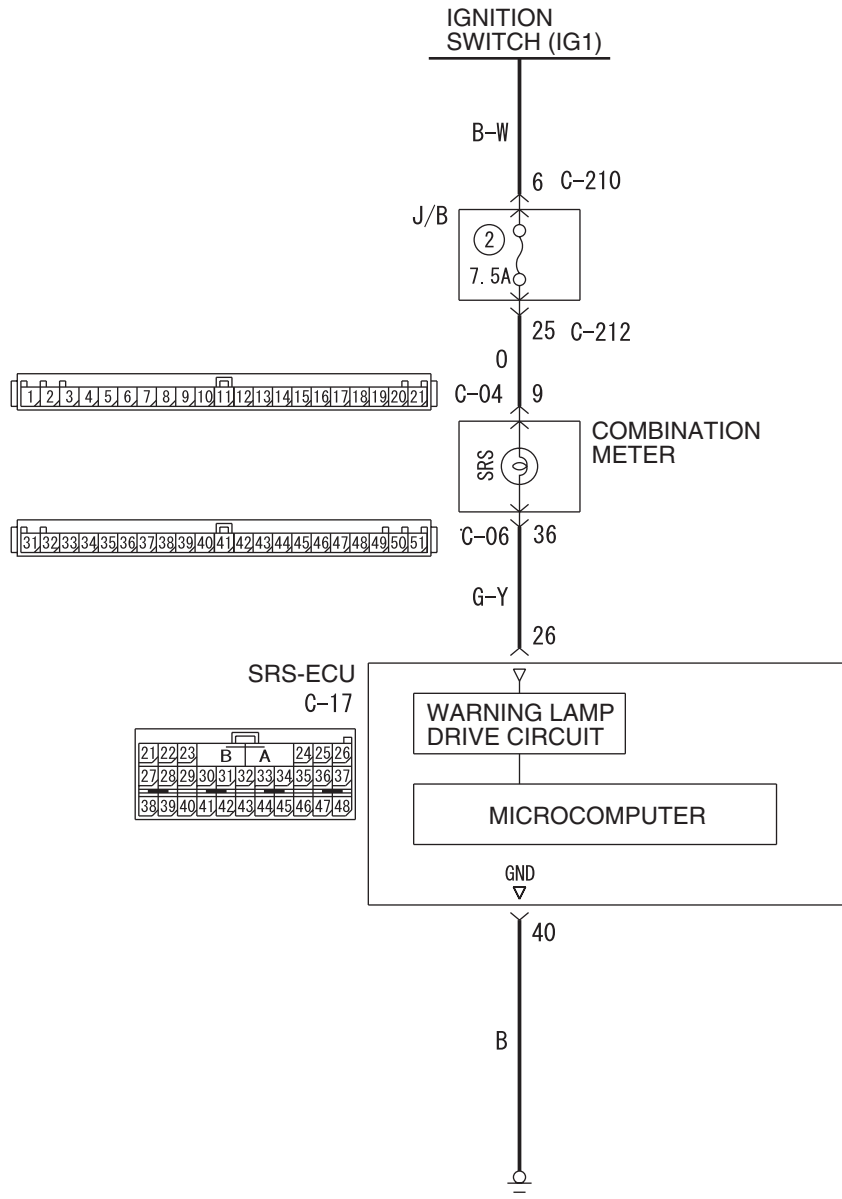 IGNITION
SWITCH (IG1)
B-W
6 C-210
J/B
2
7.5A
25 C-212
O
1 2 3 4 5 6 7 8 9 10 11 12 13 14 15 16 17 18 19 20 21
C-04 9
COMBINATION
METER
SRS
31 32 33 34 35 36 37 38 39 40 41 42 43 44 45 46 47 48 49 50 51
C-06 36
G-Y
26
SRS-ECU
C-17
WARNING LAMP
DRIVE CIRCUIT
21 22 23 B A 24 25 26
27 28 29 30 31 32 33 34 35 36 37
38 39 40 41 42 43 44 45 46 47 48
MICROCOMPUTER
GND
40
B